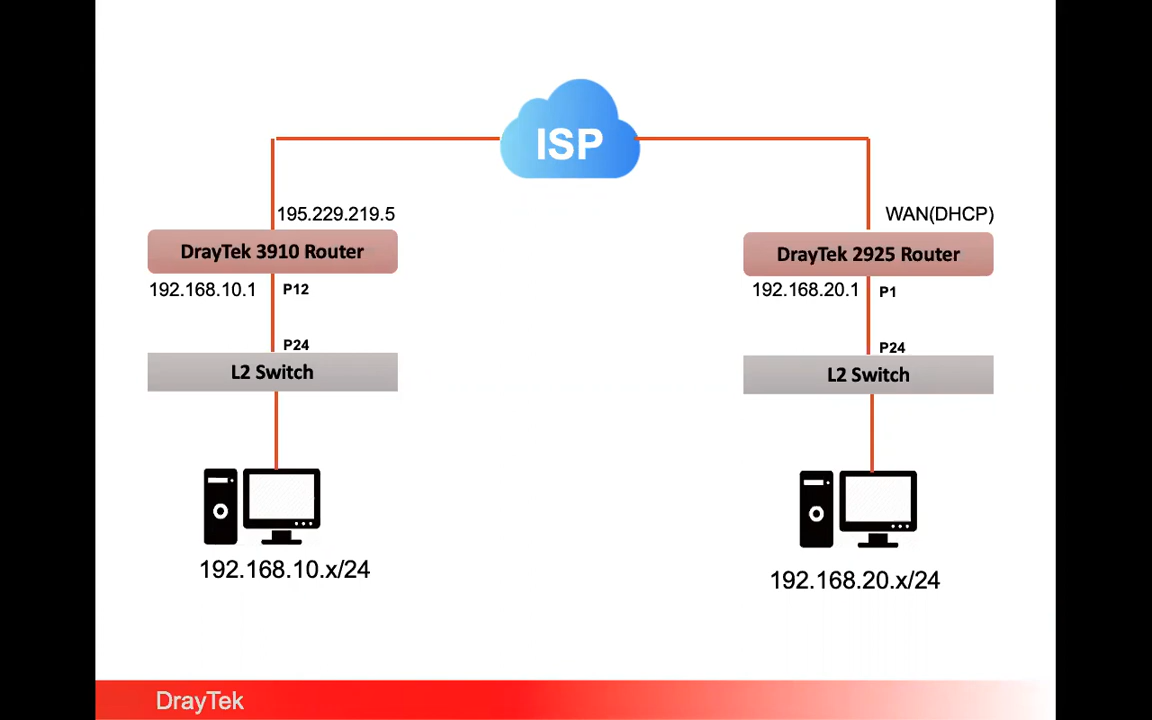 ISP
195.229.219.5
WAN(DHCP)
DrayTek 3910 Router
DrayTek 2925 Router
192.168.10.1
P12
192.168.20.1
P1
P24
P24
L2 Switch
L2 Switch
192.168.10.x/24
192.168.20.x/24
DrayTek